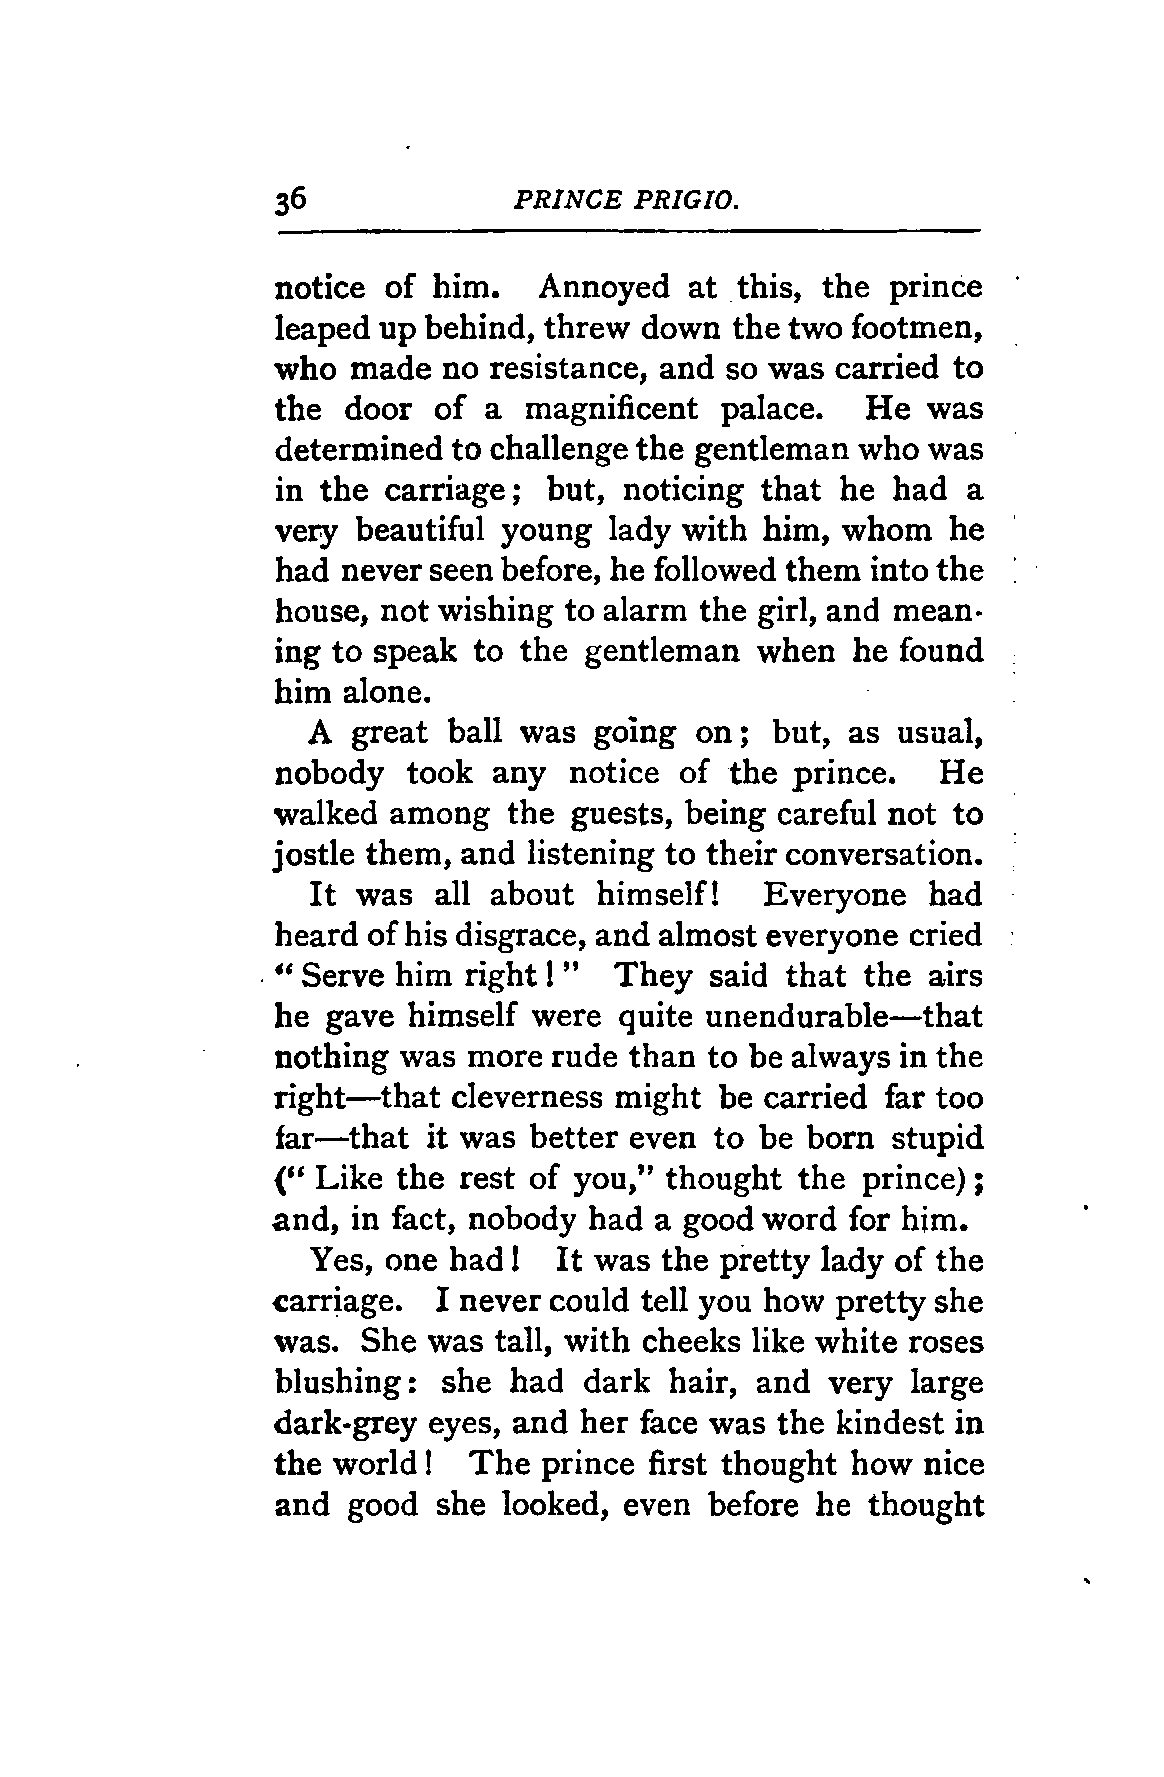 36 PRINCE PRIGIO.
notice of him. Annoyed at this, the prince
leaped up behind, threw down the two footmen,
who made no resistance, and so was carried to
the door of a magnificent palace. He was
determined to challenge the gentleman who was
in the carriage; but, noticing that he had a
very beautiful young lady with him, whom he
had never seen before, he followed them into the
house, not wishing to alarm the girl, and mean-
ing to speak to the gentleman when he found
him alone.
A great ball was going on; but, as usual,
nobody took any notice of the prince. He
walked among the guests, being careful not to
jostle them, and listening to their conversation.
It was all about himself! Everyone had
heard of his disgrace, and almost everyone cried
“Serve him right!” They said that the airs
he gave himself were quite unendurable—that
nothing was more rude than to be always in the
right—that cleverness might be carried far too
far—that it was better even to be born stupid
(“Like the rest of you,” thought the prince);
and, in fact, nobody had a good word for him.
Yes, one had! It was the pretty lady of the
carriage. I never could tell you how pretty she
was. She was tall, with cheeks like white roses
blushing: she had dark hair, and very large
dark-grey eyes, and her face was the kindest in
the world! The prince first thought how nice
and good she looked, even before he thought